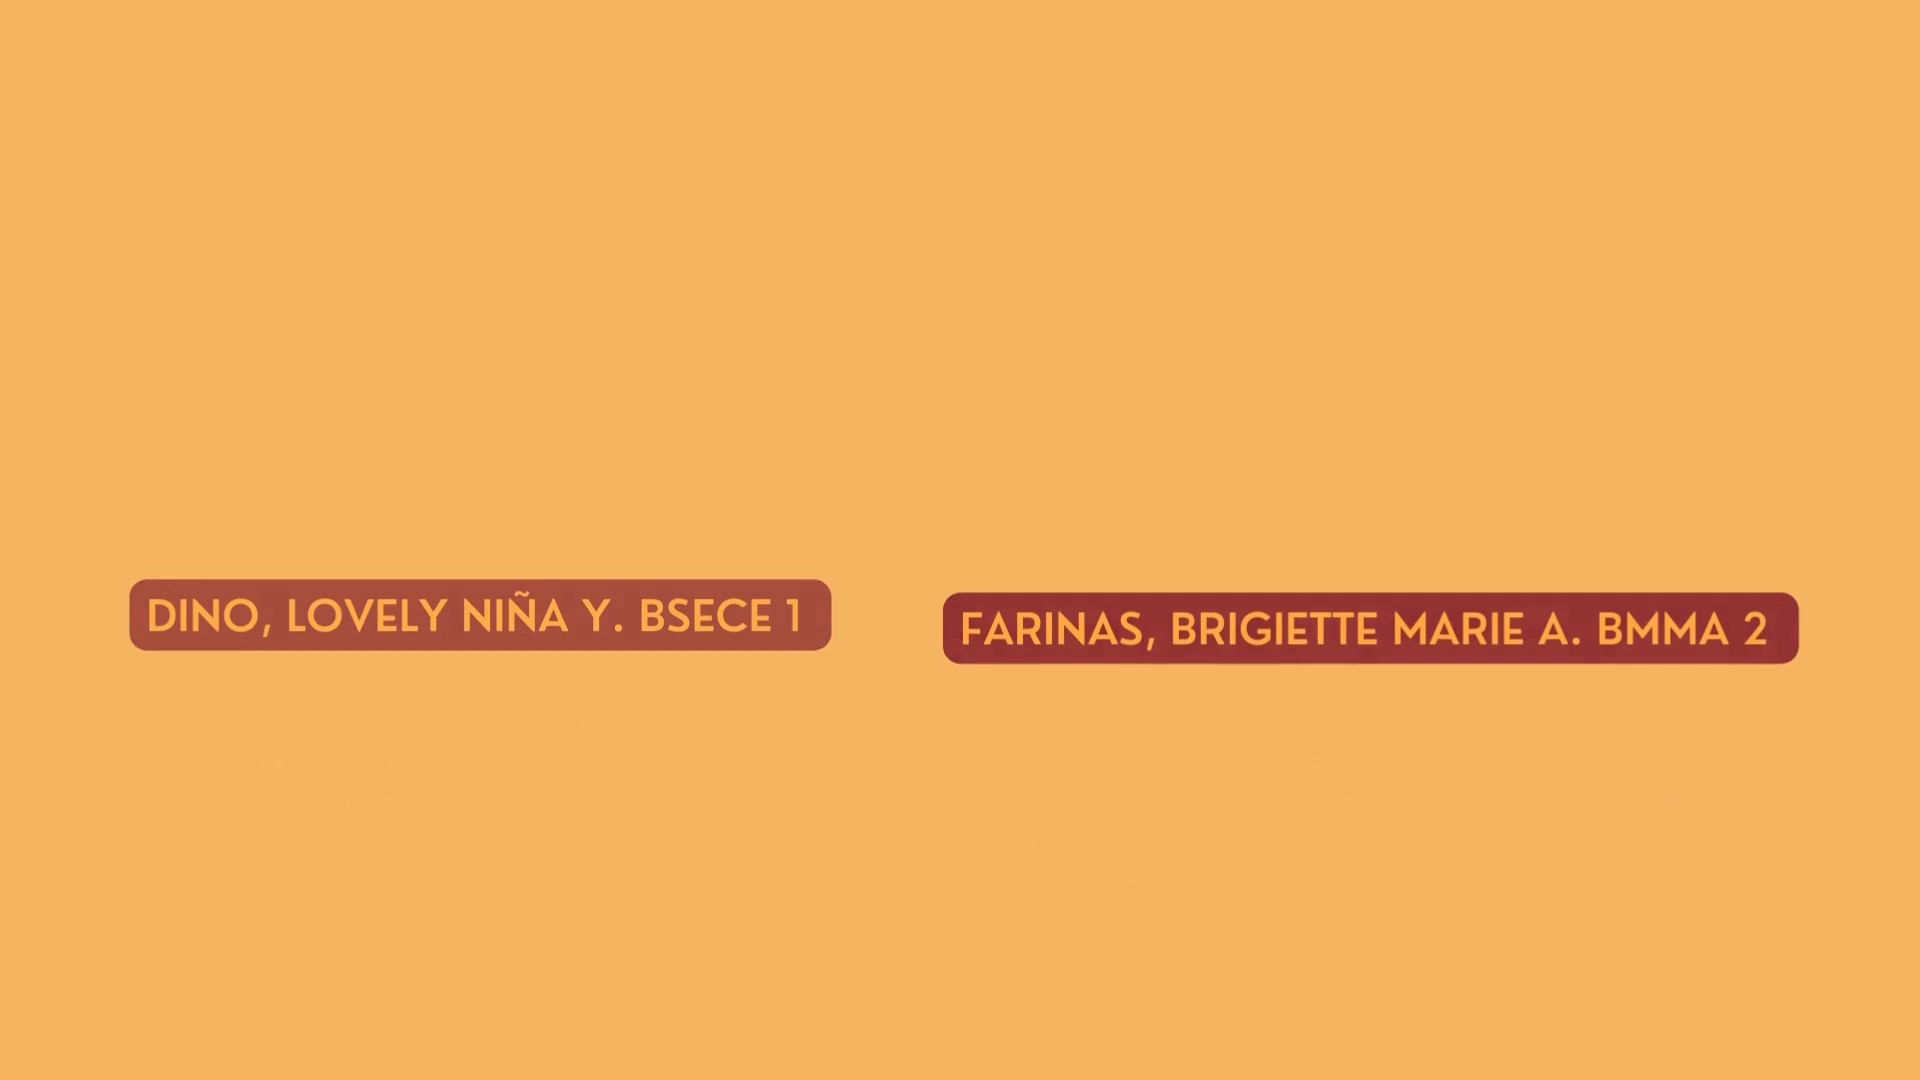 DINO, LOVELY NIÑA Y. BSECE 1
FARINAS, BRIGIETTE MARIE A. BMMA 2